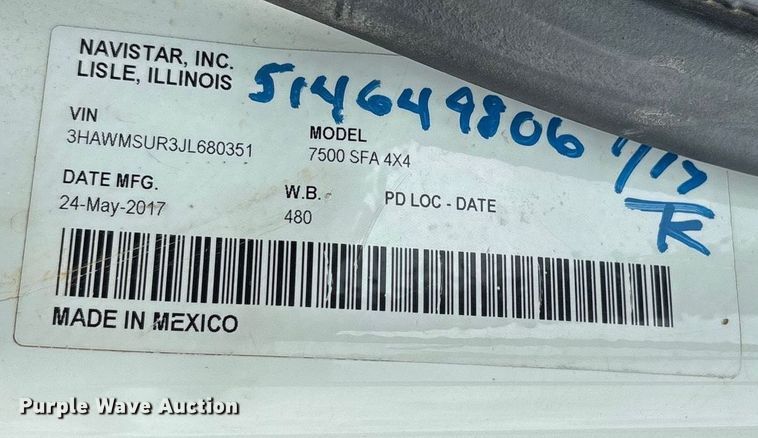 NAVISTAR, INC.
LISLE, ILLINOIS
514649806
VIN
3HAWMSUR3JL680351
MODEL
7500 SFA 4X4
DATE MFG.
24-May-2017
W.B.
480
PD LOC - DATE
MADE IN MEXICO
Purple Wave Auction